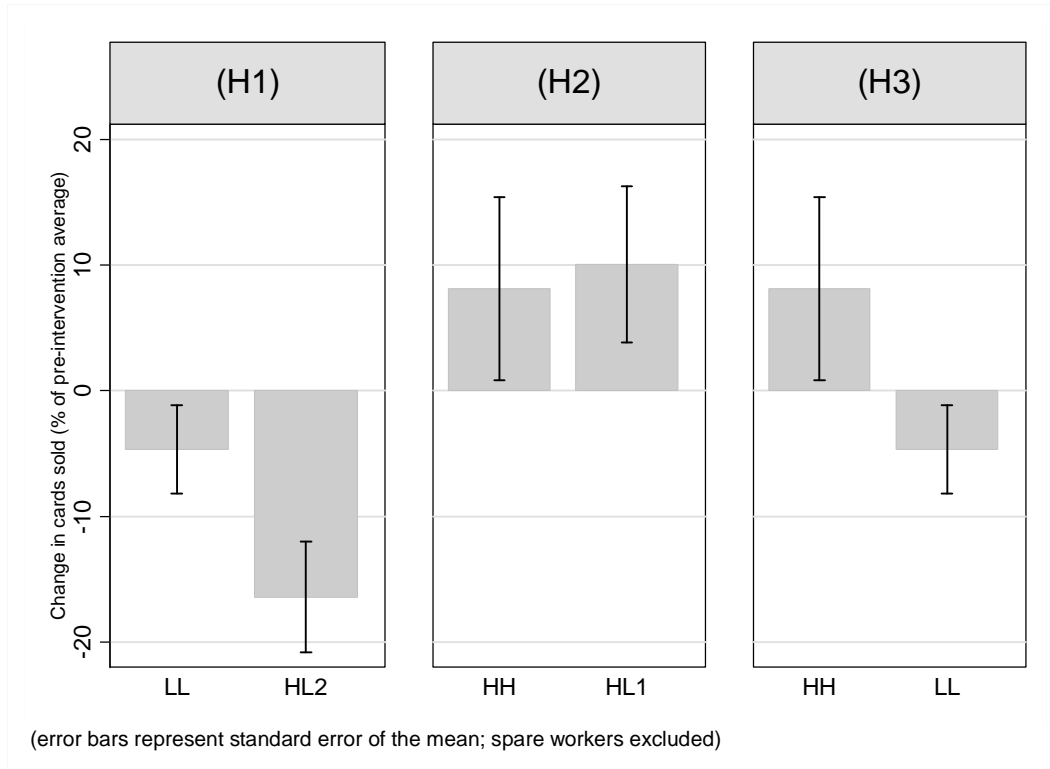 (H1)
(H2)
(H3)
Change in cards sold (% of pre-intervention average)
20
10
0
-10
-20
LL
HL2
HH
HL1
HH
LL
(error bars represent standard error of the mean; spare workers excluded)